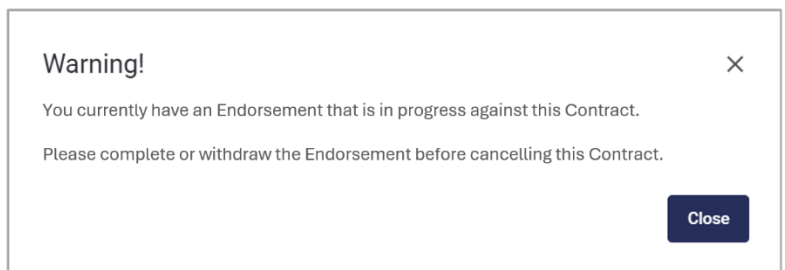 Warning!
You currently have an Endorsement that is in progress against this Contract.
Please complete or withdraw the Endorsement before cancelling this Contract.
Close